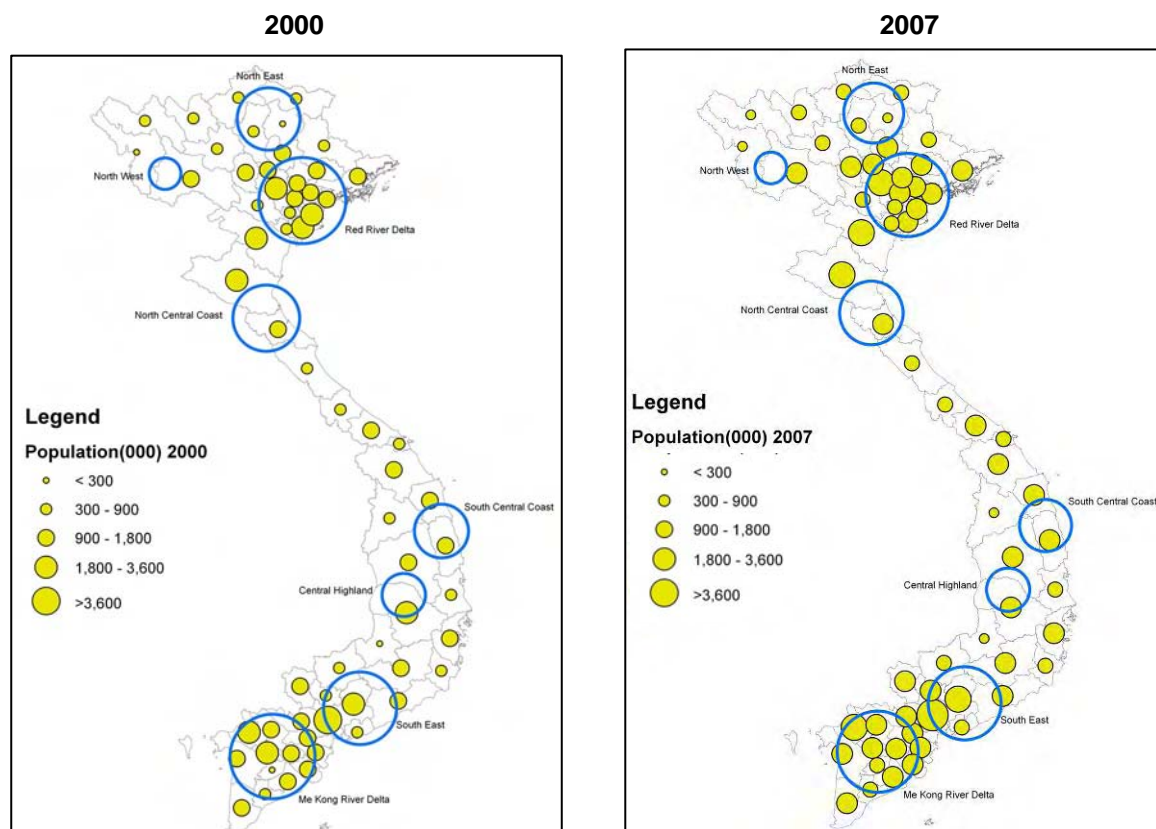 2000
North East
North West
Red River Delta
North Central Coast
Legend
Population(000) 2000
< 300
300 - 900
900 - 1,800
1,800 - 3,600
>3,600
South Central Coast
Central Highland
South East
Me Kong River Delta
2007
North East
North West
Red River Delta
North Central Coast
Legend
Population(000) 2007
< 300
300 - 900
900 - 1,800
1,800 - 3,600
>3,600
South Central Coast
Central Highland
South East
Me Kong River Delta